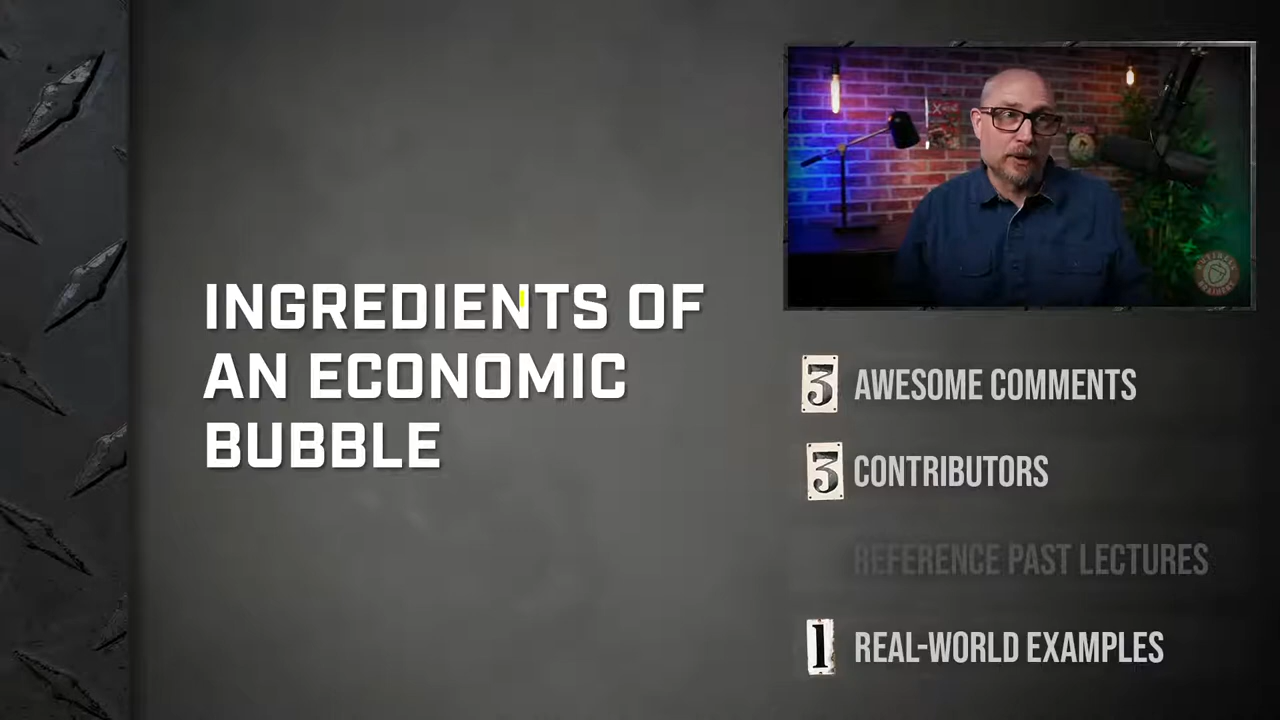 INGREDIENTS OF
AN ECONOMIC
BUBBLE
3 AWESOME COMMENTS
3 CONTRIBUTORS
REFERENCE PAST LECTURES
1 REAL-WORLD EXAMPLES